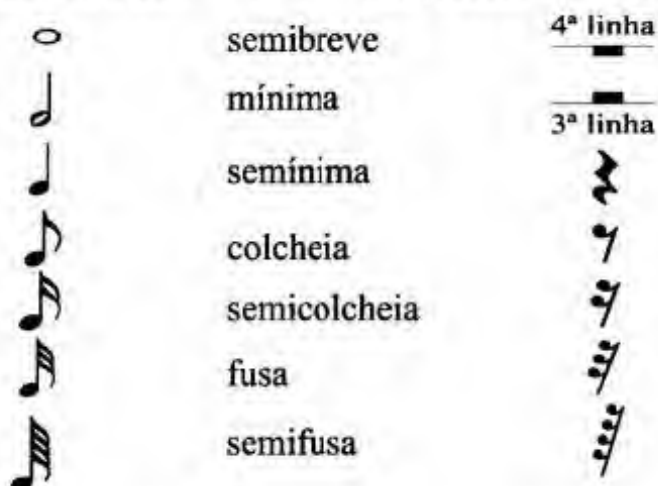 semibreve 4ª linha
mínima
3ª linha
semínima
colcheia
semicolcheia
fusa
semifusa